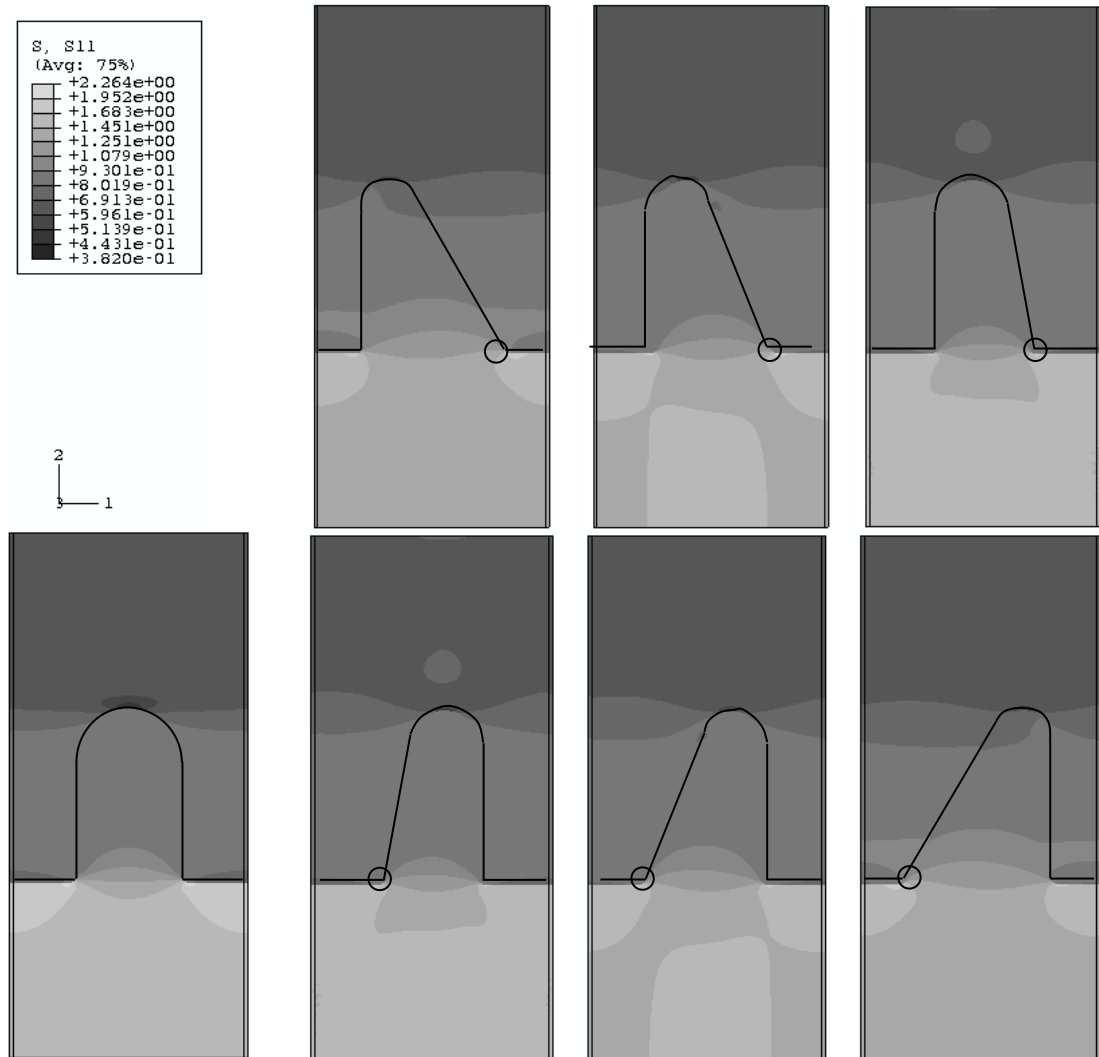 S, S11
(Avg: 75%)
+2.264e+00
+1.952e+00
+1.683e+00
+1.451e+00
+1.251e+00
+1.079e+00
+9.301e-01
+8.019e-01
+6.913e-01
+5.961e-01
+5.139e-01
+4.431e-01
+3.820e-01
2
3 1